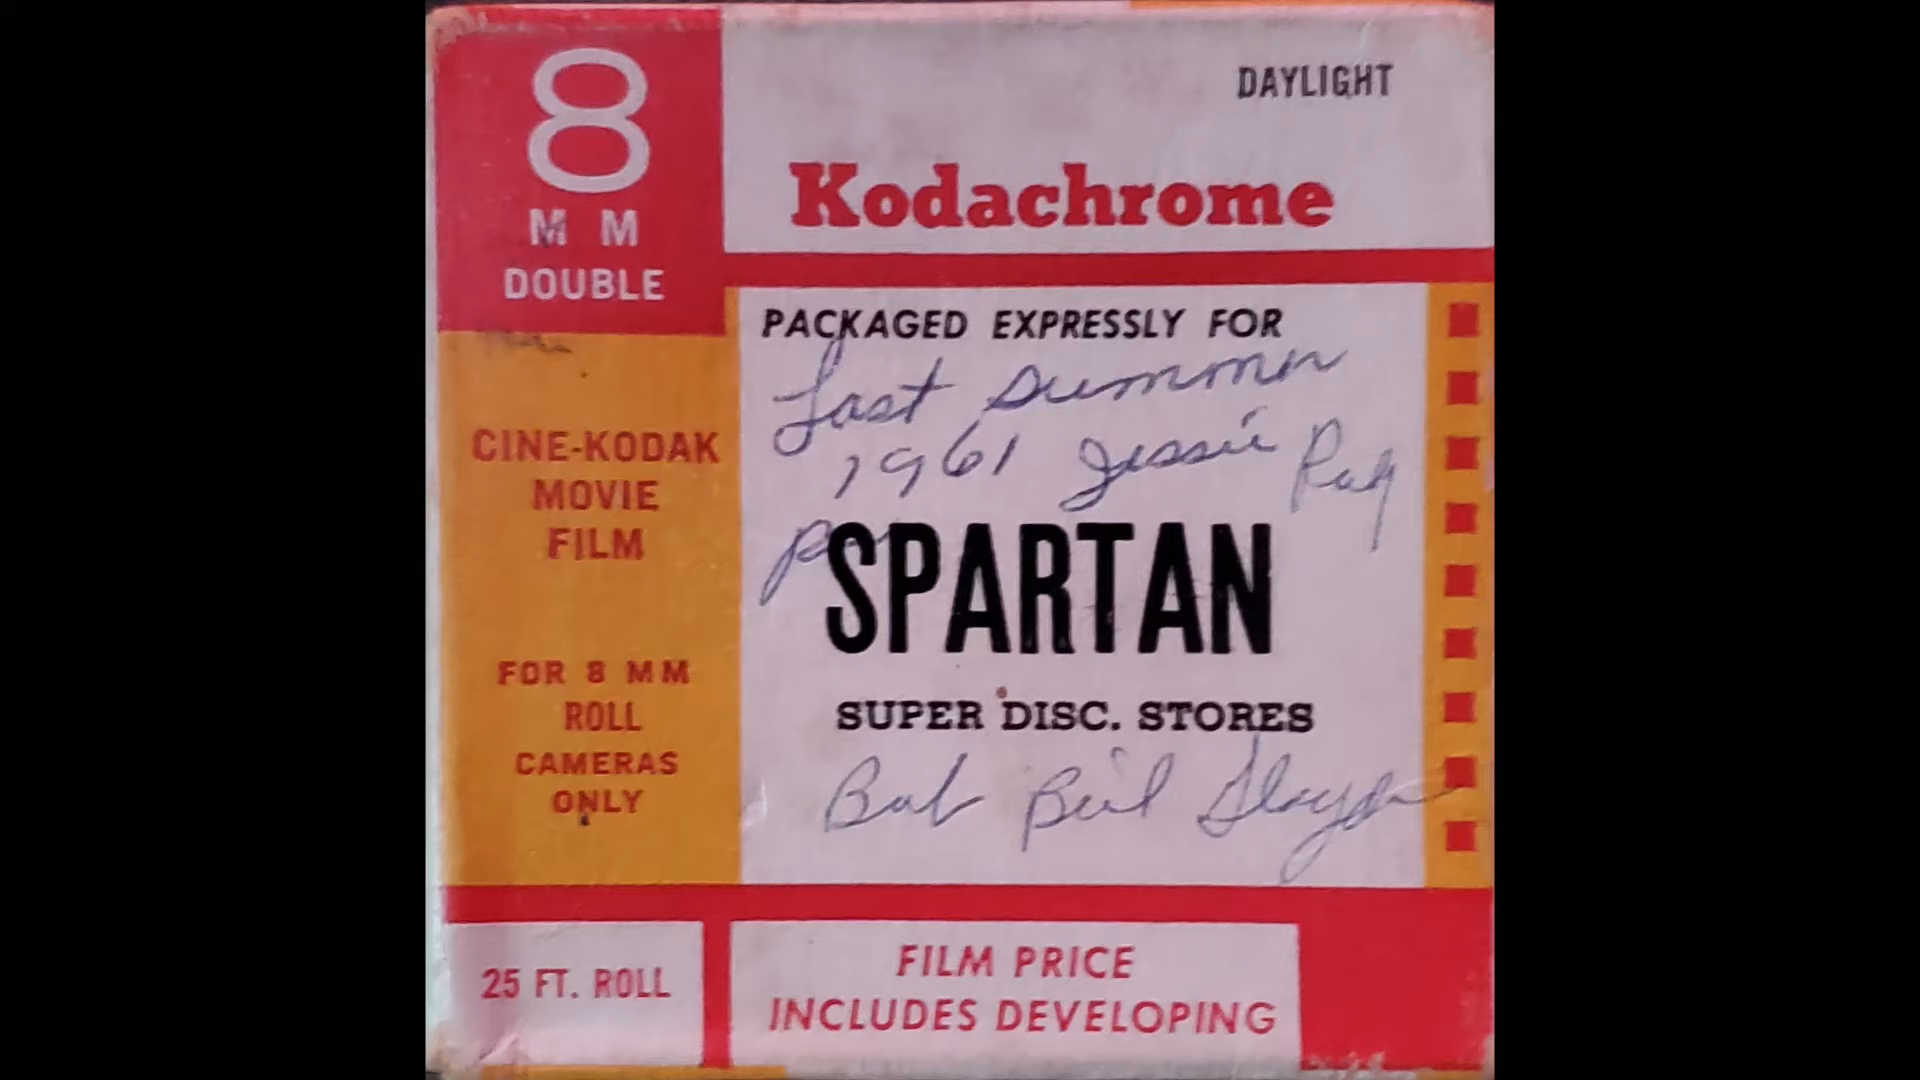 8
MM
DOUBLE
DAYLIGHT
Kodachrome
CINE-KODAK
MOVIE
FILM
FOR 8 MM
ROLL
CAMERAS
ONLY
PACKAGED EXPRESSLY FOR
Last summer
1961 Jessie Ray
SPARTAN
SUPER DISC. STORES
Bob Bill
25 FT. ROLL
FILM PRICE
INCLUDES DEVELOPING